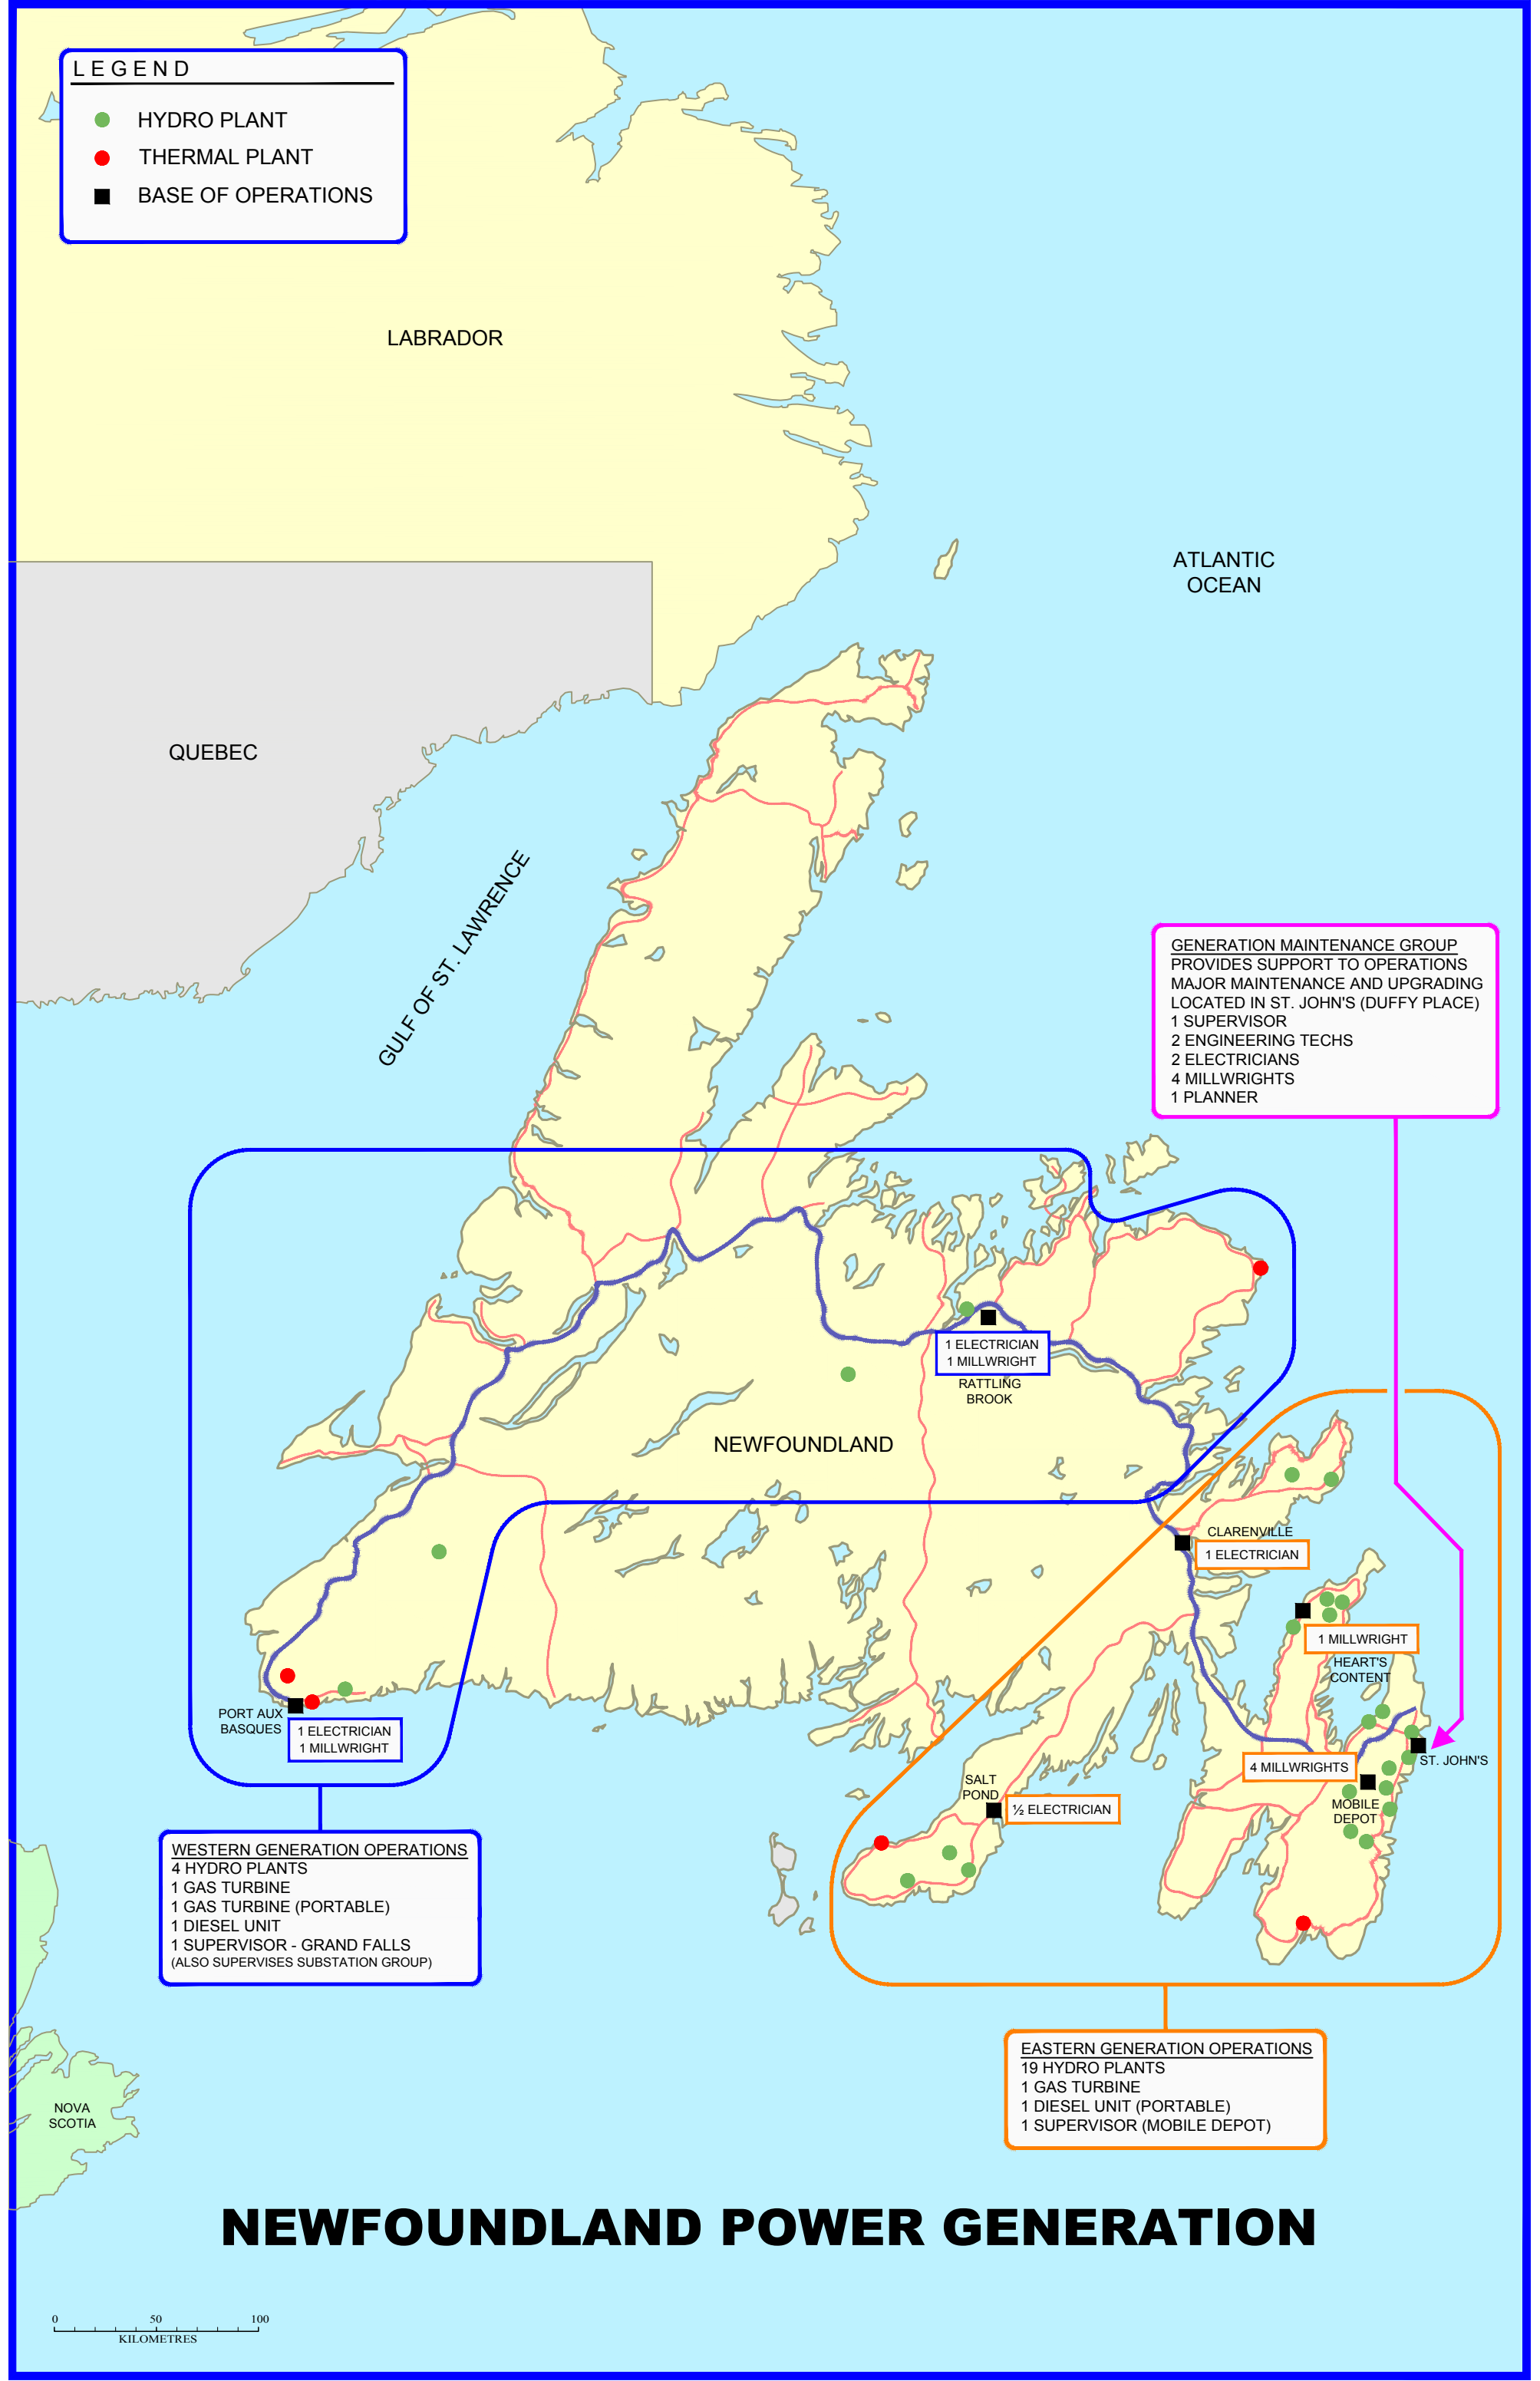 LEGEND
HYDRO PLANT
THERMAL PLANT
BASE OF OPERATIONS
LABRADOR
ATLANTIC
OCEAN
QUEBEC
GULF OF ST. LAWRENCE
GENERATION MAINTENANCE GROUP
PROVIDES SUPPORT TO OPERATIONS
MAJOR MAINTENANCE AND UPGRADING
LOCATED IN ST. JOHN'S (DUFFY PLACE)
1 SUPERVISOR
2 ENGINEERING TECHS
2 ELECTRICIANS
4 MILLWRIGHTS
1 PLANNER
1 ELECTRICIAN
1 MILLWRIGHT
RATTLING
BROOK
NEWFOUNDLAND
CLARENVILLE
1 ELECTRICIAN
1 MILLWRIGHT
HEART'S
CONTENT
PORT AUX
BASQUES
1 ELECTRICIAN
1 MILLWRIGHT
ST. JOHN'S
4 MILLWRIGHTS
MOBILE
DEPOT
SALT
POND
½ ELECTRICIAN
WESTERN GENERATION OPERATIONS
4 HYDRO PLANTS
1 GAS TURBINE
1 GAS TURBINE (PORTABLE)
1 DIESEL UNIT
1 SUPERVISOR - GRAND FALLS
(ALSO SUPERVISES SUBSTATION GROUP)
EASTERN GENERATION OPERATIONS
19 HYDRO PLANTS
1 GAS TURBINE
1 DIESEL UNIT (PORTABLE)
1 SUPERVISOR (MOBILE DEPOT)
NOVA
SCOTIA
NEWFOUNDLAND POWER GENERATION
0 50 100
KILOMETRES